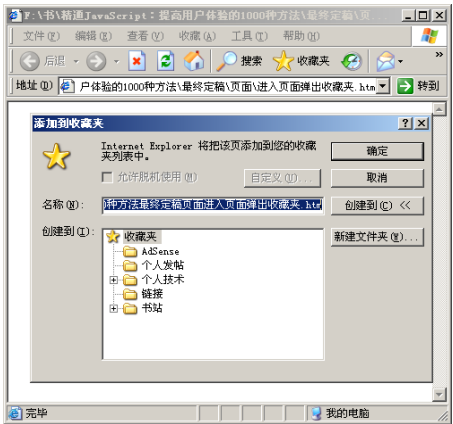 F:\书\精通JavaScript：提高用户体验的1000种方法\最终定稿\页
文件(F) 编辑(E) 查看(V) 收藏(A) 工具(T) 帮助(H)
后退 搜索 收藏夹 »
地址(D) 户体验的1000种方法\最终定稿\页面\进入页面弹出收藏夹.htm 转到
添加到收藏夹
Internet Explorer 将把该页添加到您的收藏
夹列表中。
确定
允许脱机使用(M) 自定义(U)...
取消
名称(N): 种方法最终定稿页面进入页面弹出收藏夹.htm
创建到(C) <<
创建到(I):
收藏夹
新建文件夹(W)...
AdSense
个人发帖
个人技术
链接
书站
完毕 我的电脑